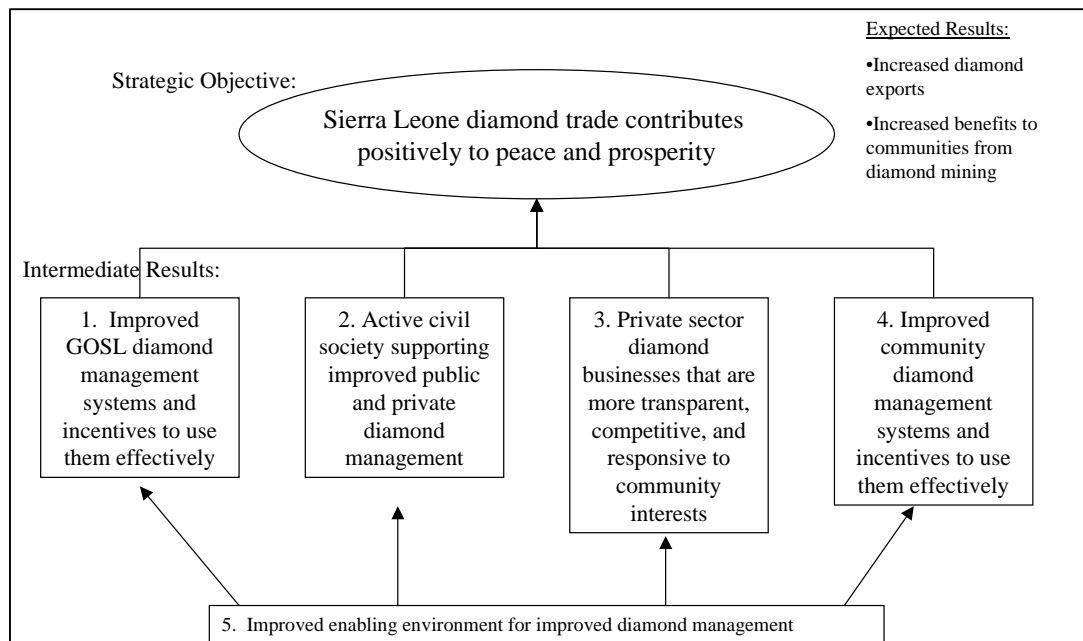 Expected Results:
•Increased diamond
exports
•Increased benefits to
communities from
diamond mining
Strategic Objective:
Sierra Leone diamond trade contributes
positively to peace and prosperity
Intermediate Results:
1.  Improved
GOSL diamond
management
systems and
incentives to use
them effectively
2. Active civil
society supporting
improved public
and private
diamond
management
3. Private sector
diamond
businesses that are
more transparent,
competitive, and
responsive to
community
interests
4. Improved
community
diamond
management
systems and
incentives to use
them effectively
5.  Improved enabling environment for improved diamond management